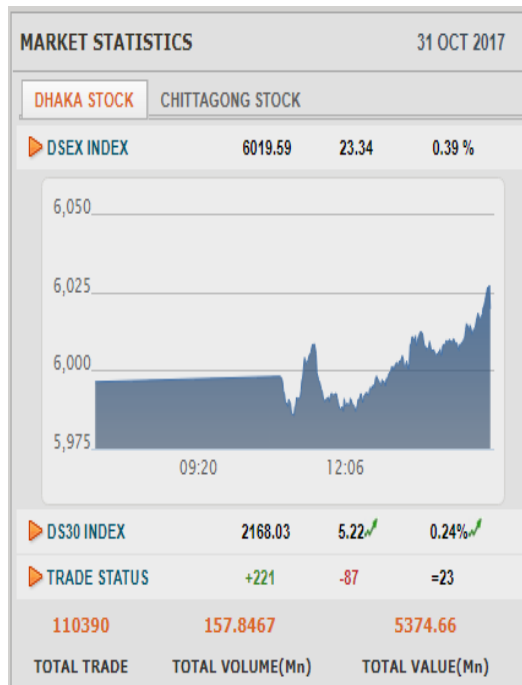 MARKET STATISTICS 31 OCT 2017
DHAKA STOCK CHITTAGONG STOCK
DSEX INDEX 6019.59 23.34 0.39 %
6,050
6,025
6,000
5,975
09:20 12:06
DS30 INDEX 2168.03 5.22 0.24%
TRADE STATUS +221 -87 =23
110390 157.8467 5374.66
TOTAL TRADE TOTAL VOLUME(Mn) TOTAL VALUE(Mn)